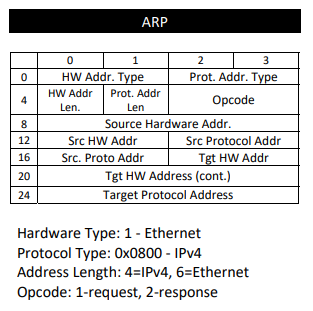 ARP
0 1 2 3
0 HW Addr. Type Prot. Addr. Type
4 HW Addr Len. Prot. Addr Len Opcode
8 Source Hardware Addr.
12 Src HW Addr Src Protocol Addr
16 Src. Proto Addr Tgt HW Addr
20 Tgt HW Address (cont.)
24 Target Protocol Address
Hardware Type: 1 - Ethernet
Protocol Type: 0x0800 - IPv4
Address Length: 4=IPv4, 6=Ethernet
Opcode: 1-request, 2-response